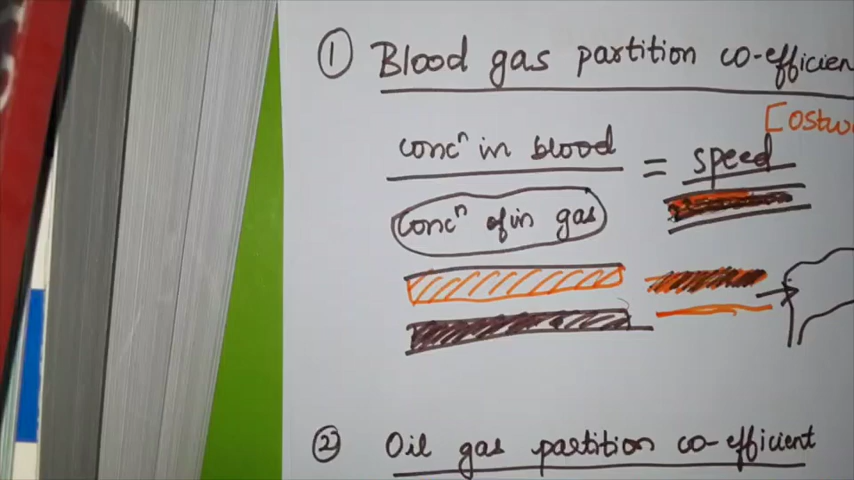 ① Blood gas partition co-efficien
[Ostw
concⁿ in blood = speed
concⁿ of in gas
② Oil gas partition co-efficient